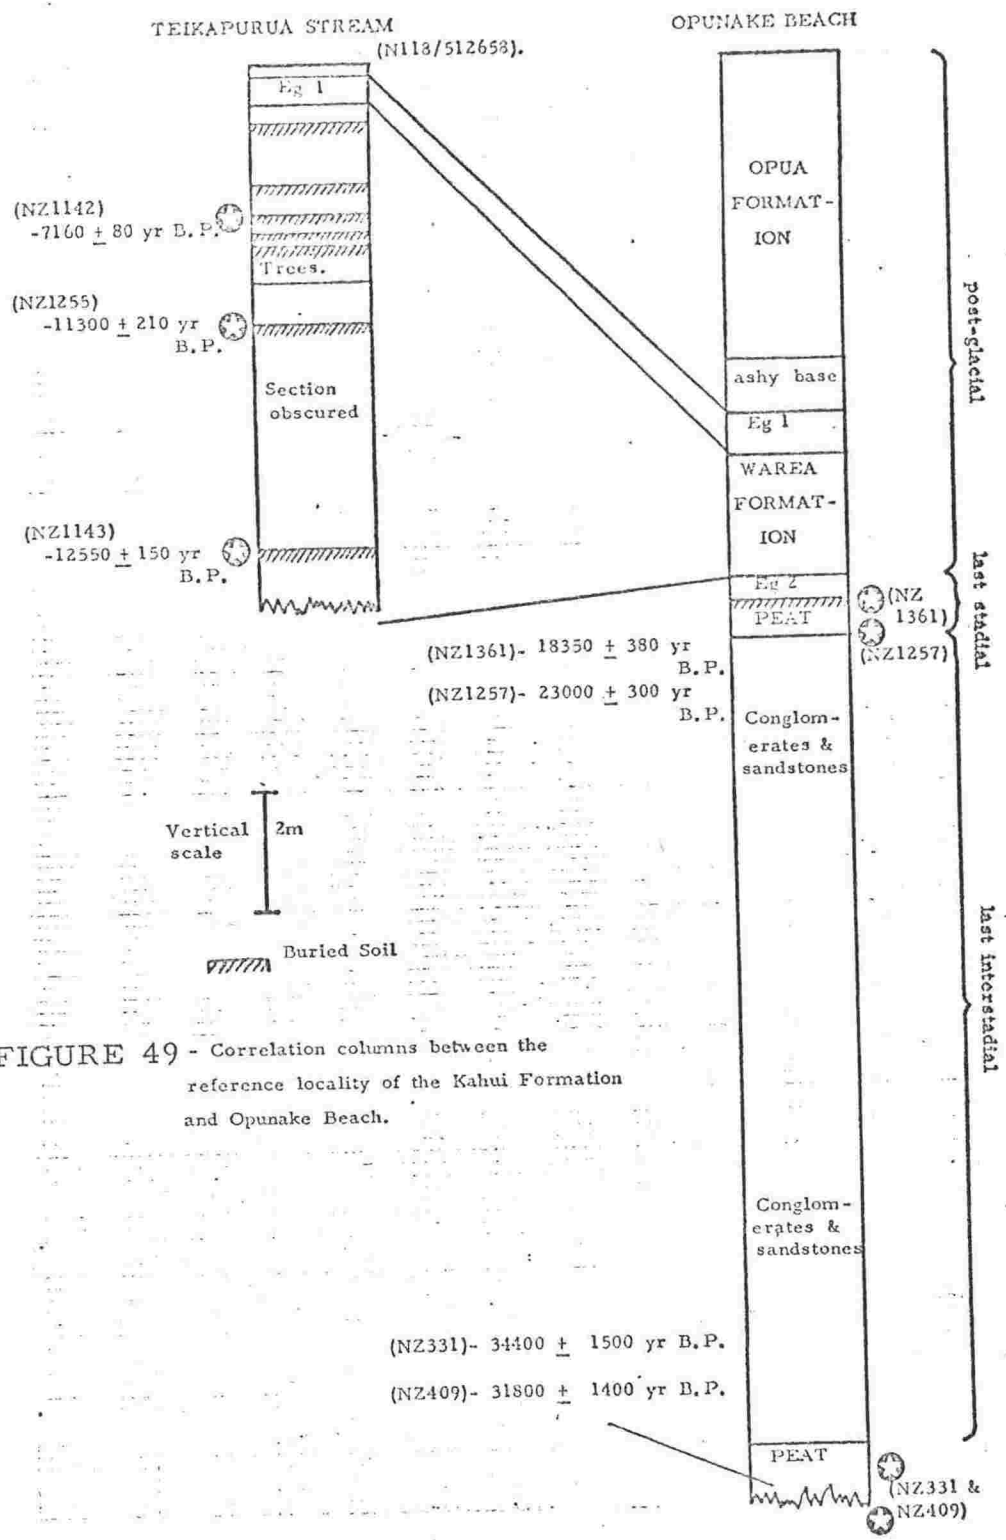 TEIKAPURUA STREAM
(N118/512658).
Eg 1
(NZ1142)
-7160 ± 80 yr B.P.
Trees.
(NZ1255)
-11300 ± 210 yr
B.P.
Section
obscured
(NZ1143)
-12550 ± 150 yr
B.P.
OPUNAKE BEACH
OPUA
FORMAT-
ION
ashy base
Eg 1
WAREA
FORMAT-
ION
Eg 2
PEAT
(NZ
1361)
(NZ1257)
(NZ1361)- 18350 ± 380 yr
B.P.
(NZ1257)- 23000 ± 300 yr
B.P.
Conglom-
erates &
sandstones
post-glacial
last stadial
last interstadial
Vertical
scale
2m
Buried Soil
FIGURE 49 - Correlation columns between the
reference locality of the Kahui Formation
and Opunake Beach.
Conglom-
erates &
sandstones
(NZ331)- 34400 ± 1500 yr B.P.
(NZ409)- 31800 ± 1400 yr B.P.
PEAT
(NZ331 &
NZ409)